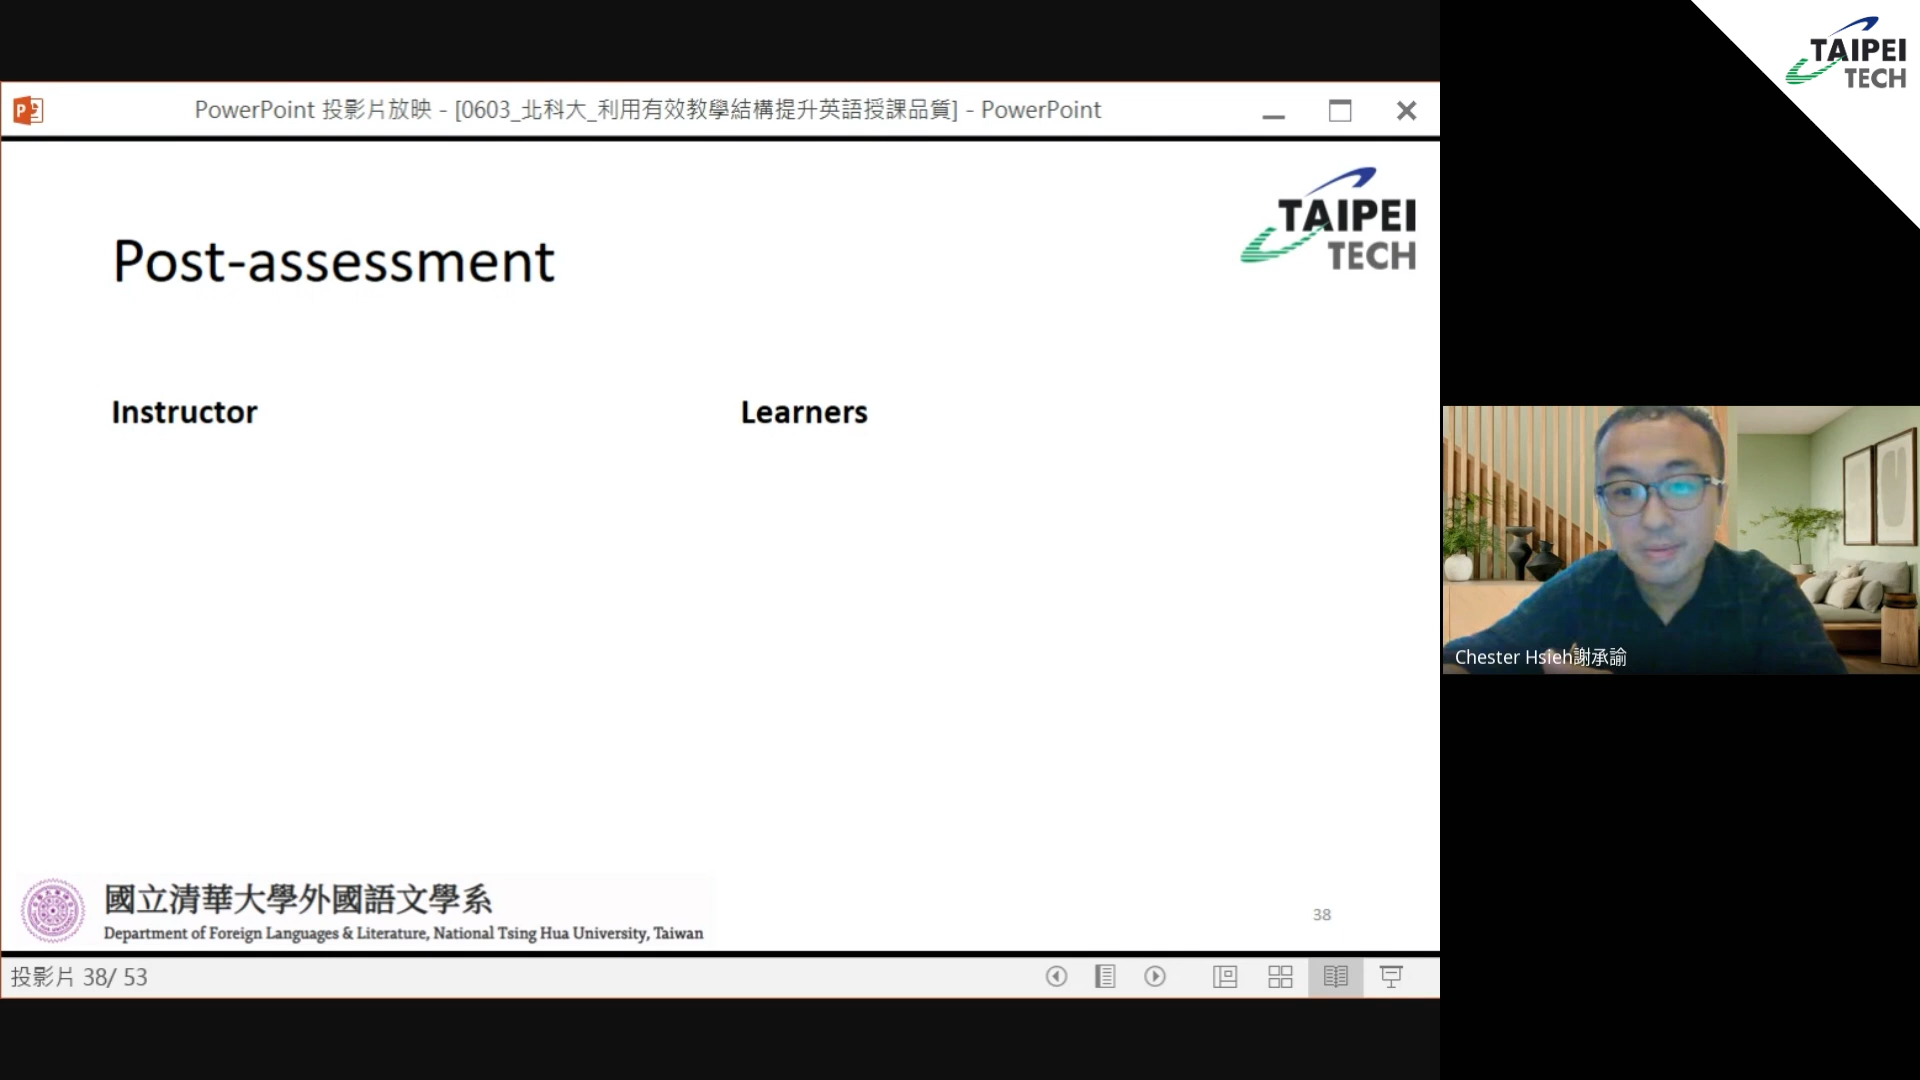 PowerPoint 投影片放映 - [0603_北科大_利用有效教學結構提升英語授課品質] - PowerPoint
TAIPEI
TECH
Post-assessment
Instructor
Learners
國立清華大學外國語文學系
Department of Foreign Languages & Literature, National Tsing Hua University, Taiwan
38
投影片 38/ 53
TAIPEI
TECH
Chester Hsieh謝承諭